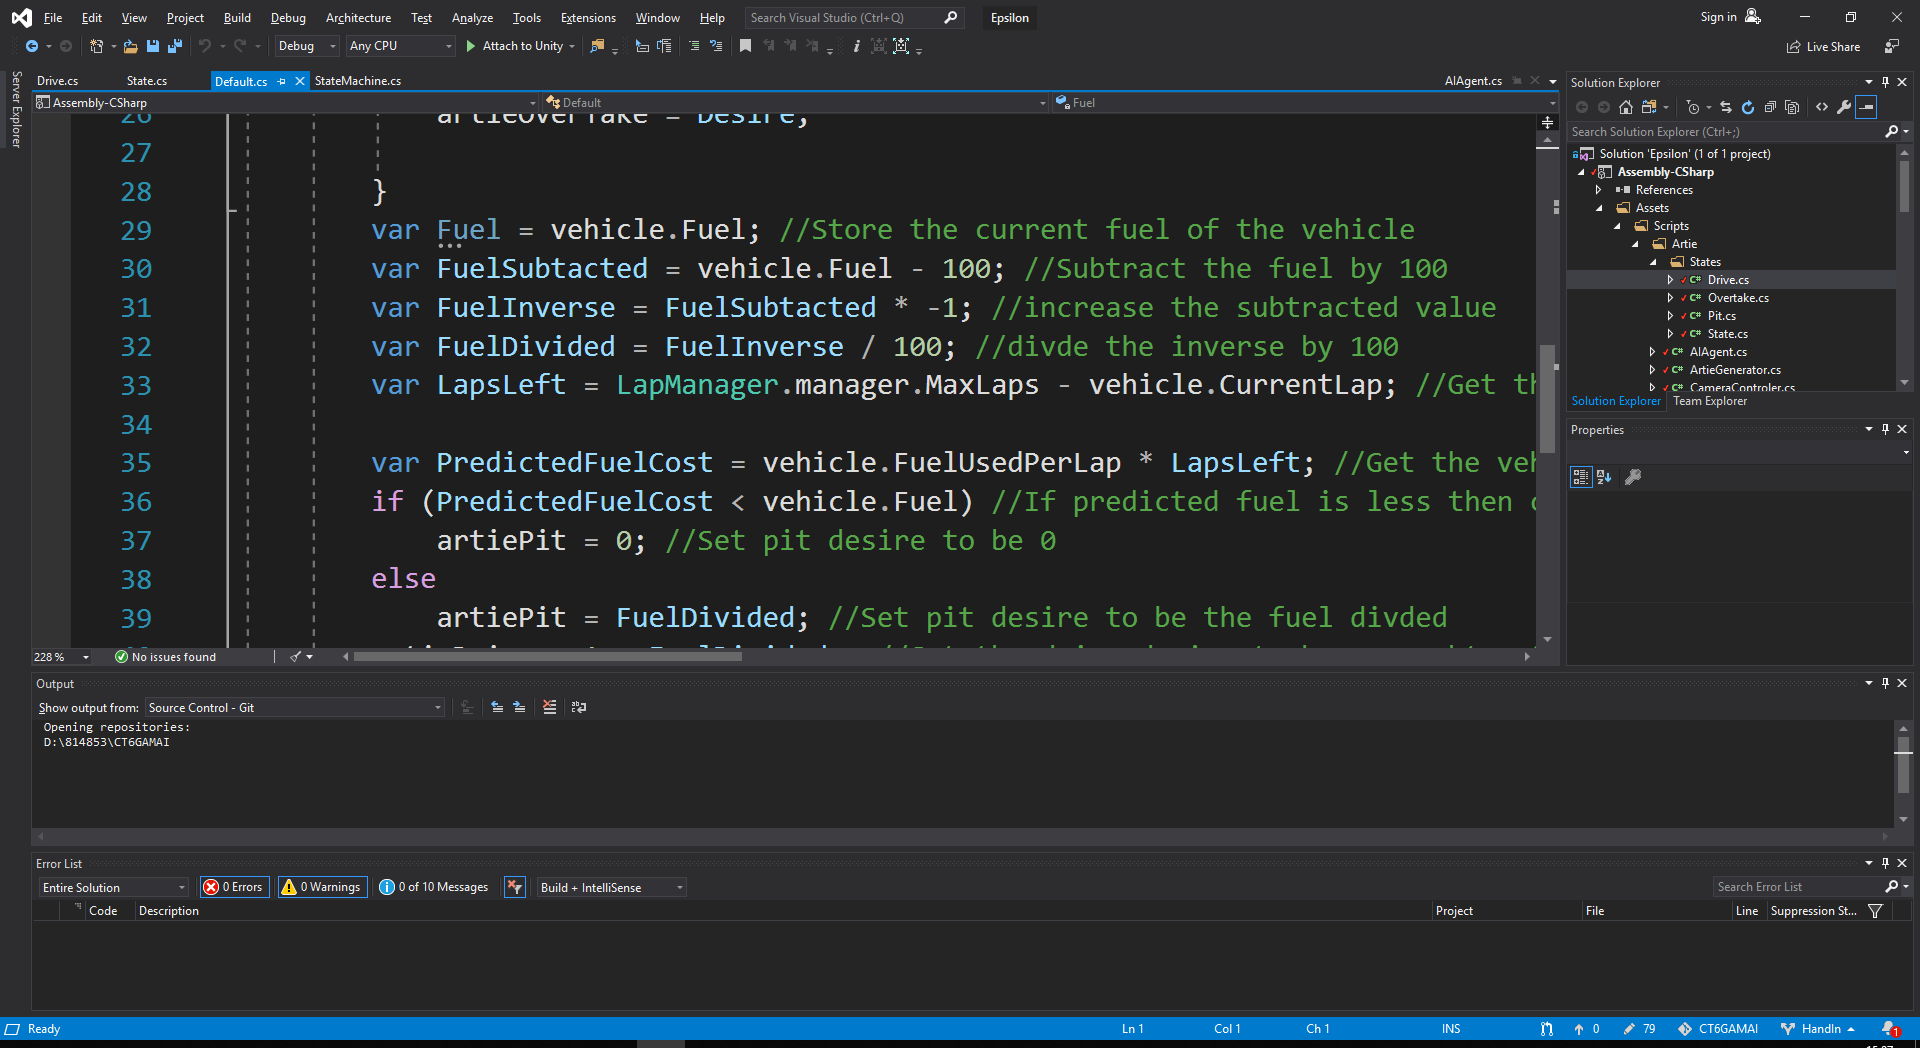 File Edit View Project Build Debug Architecture Test Analyze Tools Extensions Window Help Search Visual Studio (Ctrl+Q) Epsilon Sign in
Debug Any CPU Attach to Unity Live Share
Server Explorer
Drive.cs State.cs Default.cs StateMachine.cs AIAgent.cs
Assembly-CSharp Default Fuel
26 artieOverTake = Desire;
27
28 }
29 var Fuel = vehicle.Fuel; //Store the current fuel of the vehicle
30 var FuelSubtacted = vehicle.Fuel - 100; //Subtract the fuel by 100
31 var FuelInverse = FuelSubtacted * -1; //increase the subtracted value
32 var FuelDivided = FuelInverse / 100; //divde the inverse by 100
33 var LapsLeft = LapManager.manager.MaxLaps - vehicle.CurrentLap; //Get th
34
35 var PredictedFuelCost = vehicle.FuelUsedPerLap * LapsLeft; //Get the veh
36 if (PredictedFuelCost < vehicle.Fuel) //If predicted fuel is less then
37 artiePit = 0; //Set pit desire to be 0
38 else
39 artiePit = FuelDivided; //Set pit desire to be the fuel divded
228 % No issues found
Solution Explorer
Search Solution Explorer (Ctrl+;)
Solution 'Epsilon' (1 of 1 project)
Assembly-CSharp
References
Assets
Scripts
Artie
States
Drive.cs
Overtake.cs
Pit.cs
State.cs
AIAgent.cs
ArtieGenerator.cs
CameraControler.cs
Solution Explorer Team Explorer
Properties
Output
Show output from: Source Control - Git
Opening repositories:
D:\814853\CT6GAMAI
Error List
Entire Solution 0 Errors 0 Warnings 0 of 10 Messages Build + IntelliSense Search Error List
Code Description Project File Line Suppression St...
Ready Ln 1 Col 1 Ch 1 INS 0 79 CT6GAMAI HandIn 1